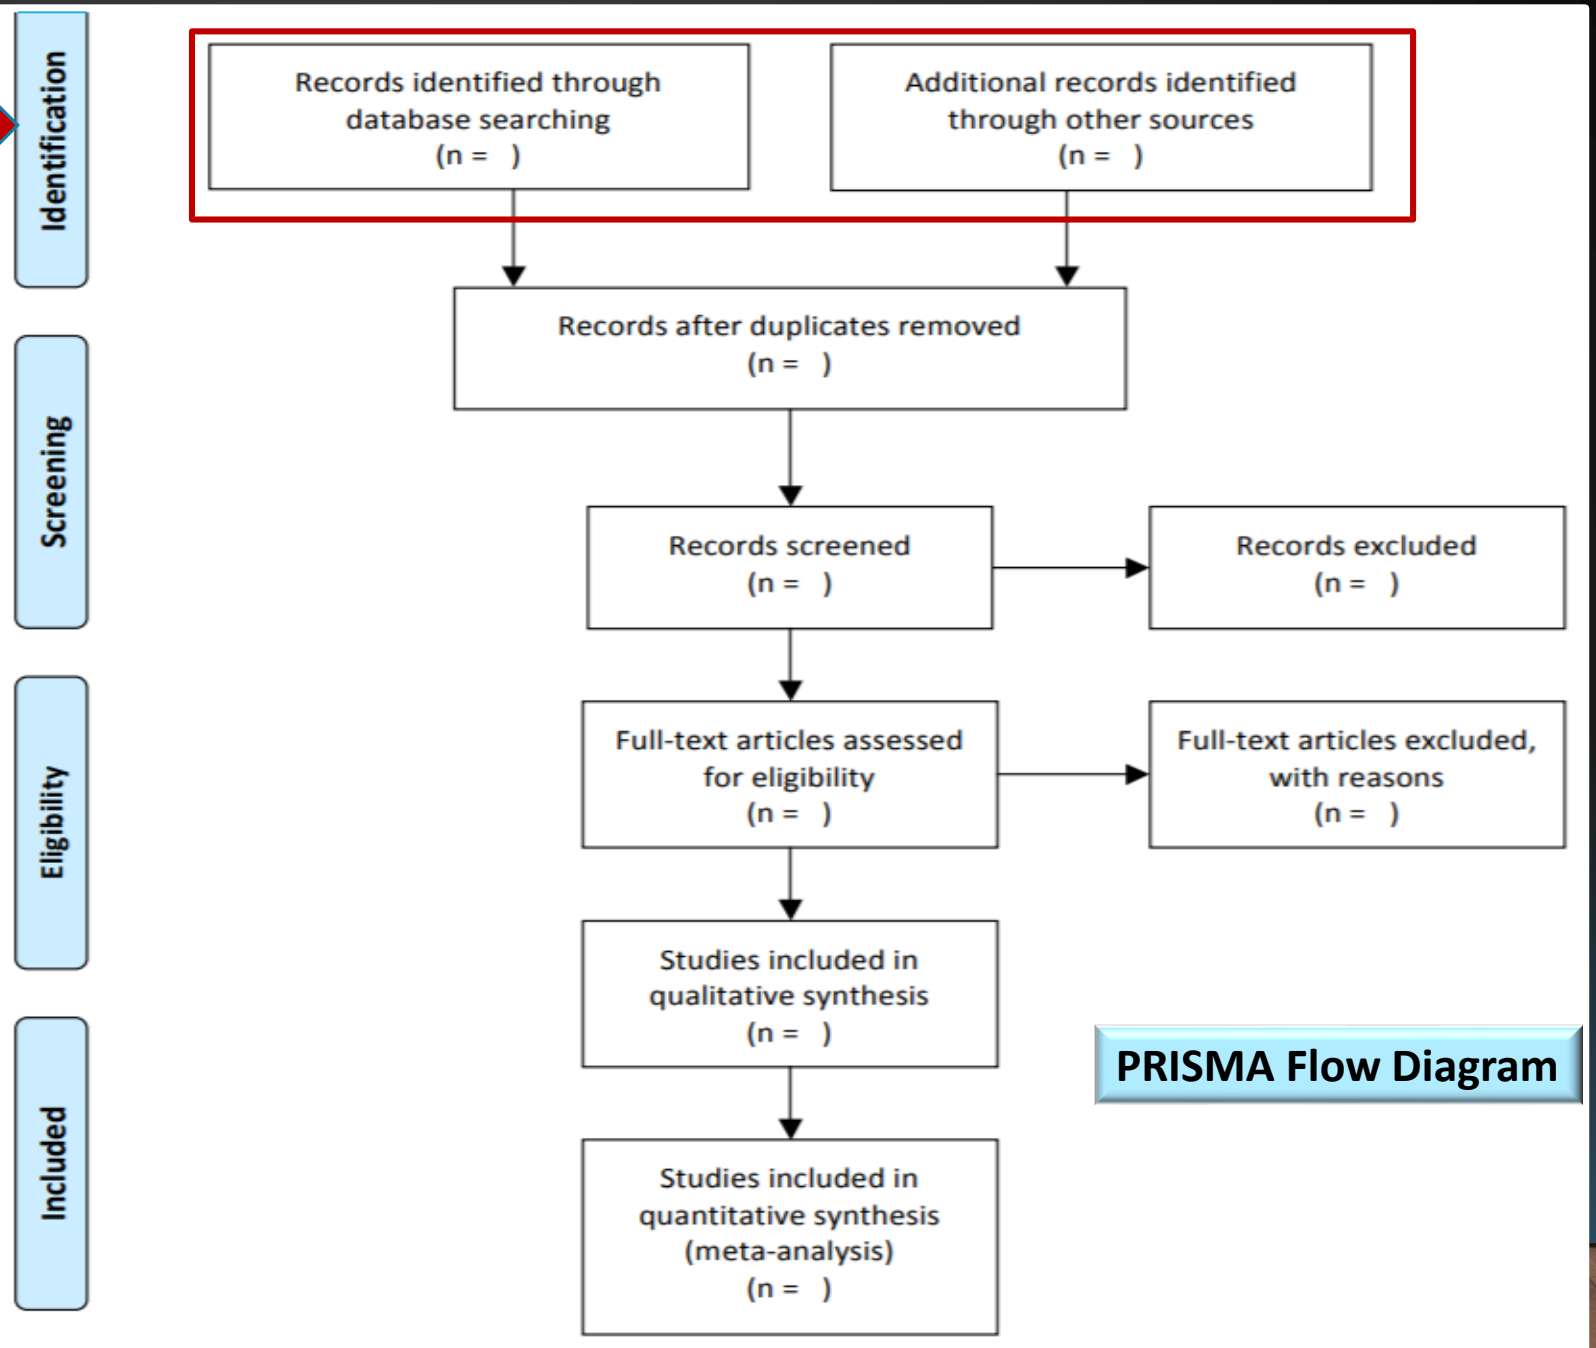 Identification
Records identified through
database searching
(n =   )
Additional records identified
through other sources
(n =   )
Records after duplicates removed
(n =   )
Screening
Records screened
(n =   )
Records excluded
(n =   )
Eligibility
Full-text articles assessed
for eligibility
(n =   )
Full-text articles excluded,
with reasons
(n =   )
Studies included in
qualitative synthesis
(n =   )
PRISMA Flow Diagram
Included
Studies included in
quantitative synthesis
(meta-analysis)
(n =   )